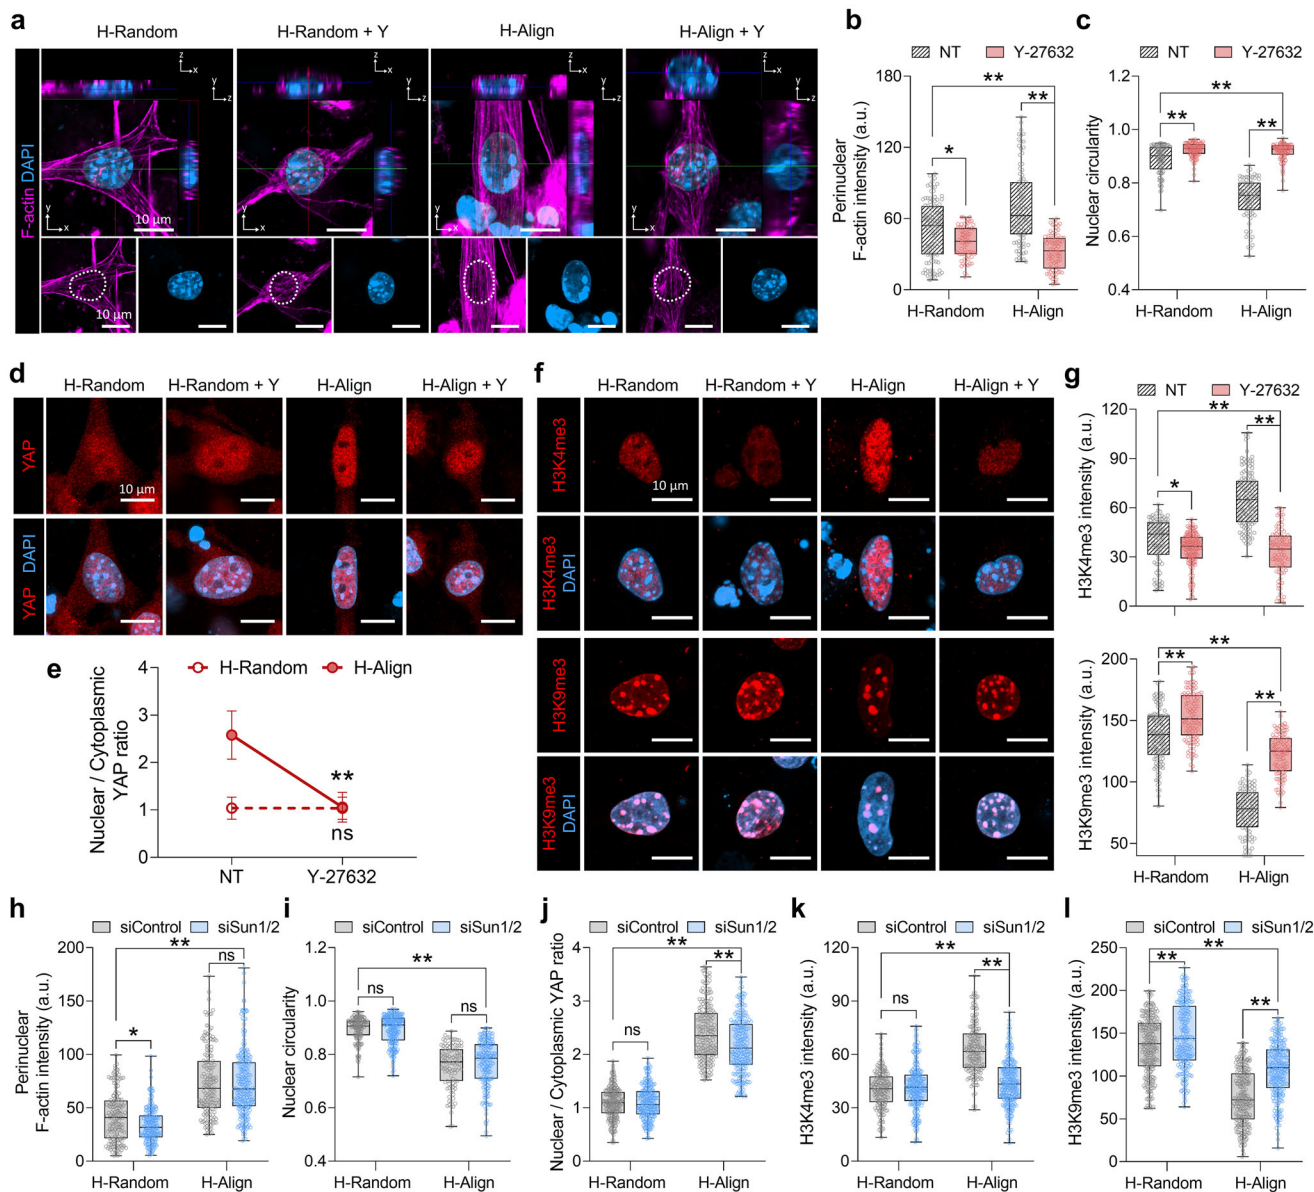 a
H-Random
H-Random + Y
H-Align
H-Align + Y
F-actin DAPI
z
x
y
z
z
x
y
z
z
x
y
z
z
x
y
z
y
x
10 μm
y
x
y
x
y
x
10 μm
b
NT
Y-27632
Perinuclear
F-actin intensity (a.u.)
180
120
60
0
**
**
*
H-Random
H-Align
c
NT
Y-27632
Nuclear circularity
1.2
1.0
0.8
0.6
0.4
**
**
**
H-Random
H-Align
d
H-Random
H-Random + Y
H-Align
H-Align + Y
YAP
10 μm
YAP DAPI
e
H-Random
H-Align
Nuclear / Cytoplasmic
YAP ratio
4
3
2
1
0
**
ns
NT
Y-27632
f
H-Random
H-Random + Y
H-Align
H-Align + Y
H3K4me3
10 μm
H3K4me3
DAPI
H3K9me3
H3K9me3
DAPI
g
NT
Y-27632
H3K4me3 intensity (a.u.)
120
90
60
30
0
**
**
*
H3K9me3 intensity (a.u.)
200
150
100
50
**
**
**
H-Random
H-Align
h
siControl
siSun1/2
Perinuclear
F-actin intensity (a.u.)
200
150
100
50
0
**
ns
*
H-Random
H-Align
i
siControl
siSun1/2
Nuclear circularity
1.2
1.0
0.8
0.6
0.4
**
ns
ns
H-Random
H-Align
j
siControl
siSun1/2
Nuclear / Cytoplasmic YAP ratio
4
3
2
1
0
**
**
ns
H-Random
H-Align
k
siControl
siSun1/2
H3K4me3 intensity (a.u.)
120
90
60
30
0
**
**
ns
H-Random
H-Align
l
siControl
siSun1/2
H3K9me3 intensity (a.u.)
250
200
150
100
50
0
**
**
**
H-Random
H-Align